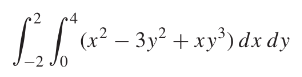 ∫_{-2}^{2} ∫_{0}^{4} (x² − 3y² + xy³) dx dy